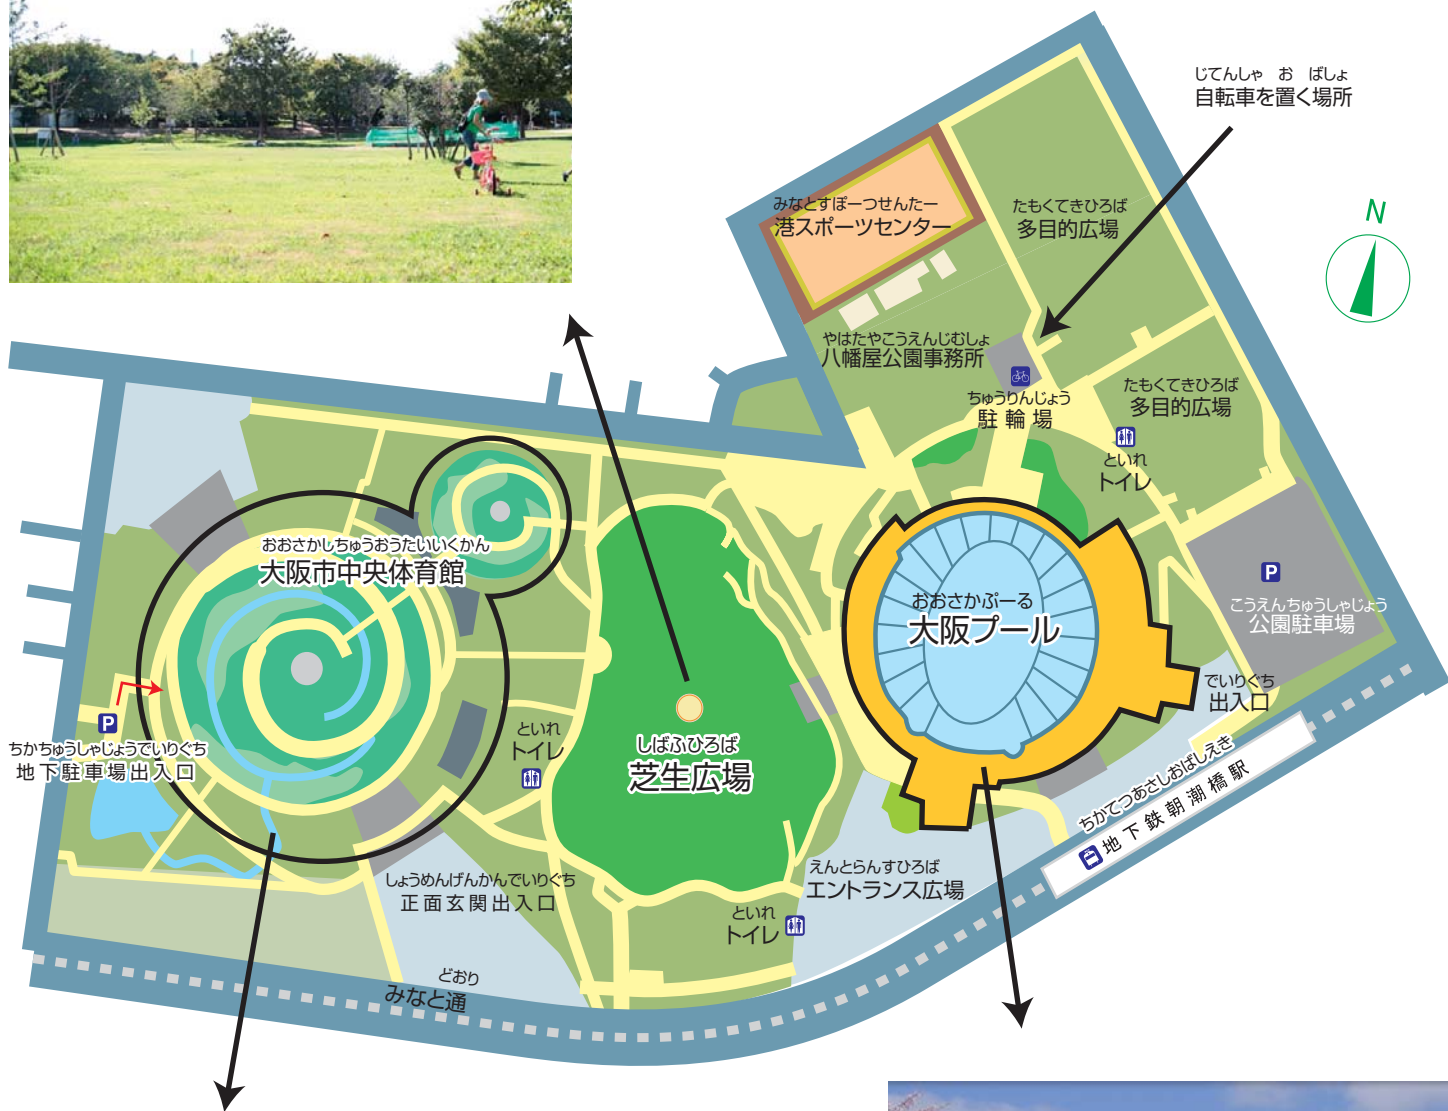 じてんしゃ お ばしょ
自転車を置く場所
N
みなとすぽーつせんたー
港スポーツセンター
たもくてきひろば
多目的広場
やはたやこうえんじむしょ
八幡屋公園事務所
ちゅうりんじょう
駐輪場
たもくてきひろば
多目的広場
といれ
トイレ
おおさかしちゅうおうたいいくかん
大阪市中央体育館
おおさかぷーる
大阪プール
P
こうえんちゅうしゃじょう
公園駐車場
でいりぐち
出入口
P
ちかちゅうしゃじょうでいりぐち
地下駐車場出入口
といれ
トイレ
しばふひろば
芝生広場
ちかてつあさしおばしえき
地下鉄朝潮橋駅
しょうめんげんかんでいりぐち
正面玄関出入口
えんとらんすひろば
エントランス広場
といれ
トイレ
どおり
みなと通